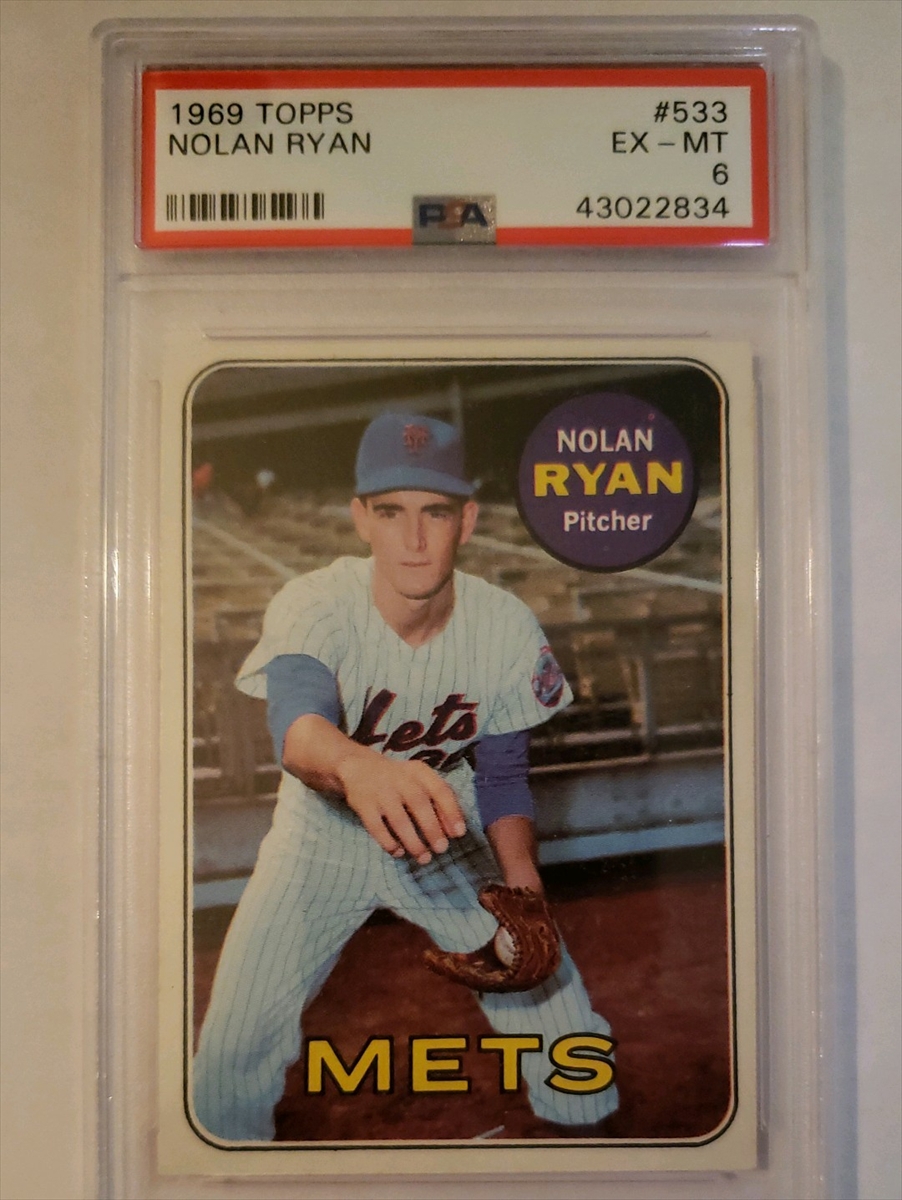 1969 TOPPS #533
NOLAN RYAN EX – MT
6
43022834
PSA
NOLAN
RYAN
Pitcher
Mets
METS